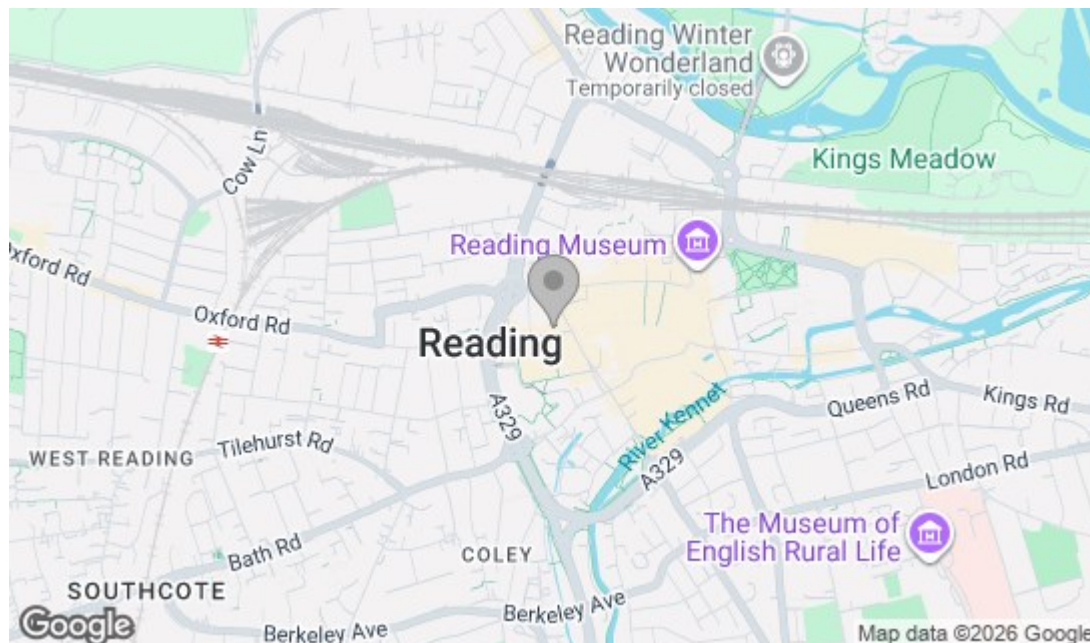 Reading Winter
Wonderland
Temporarily closed
Cow Ln
Kings Meadow
Reading Museum
Oxford Rd
Oxford Rd
Reading
A329
River Kennet
Queens Rd
Kings Rd
A329
Tilehurst Rd
WEST READING
London Rd
The Museum of
English Rural Life
Bath Rd
COLEY
SOUTHCOTE
Berkeley Ave
Berkeley Ave
Google
Map data ©2026 Google